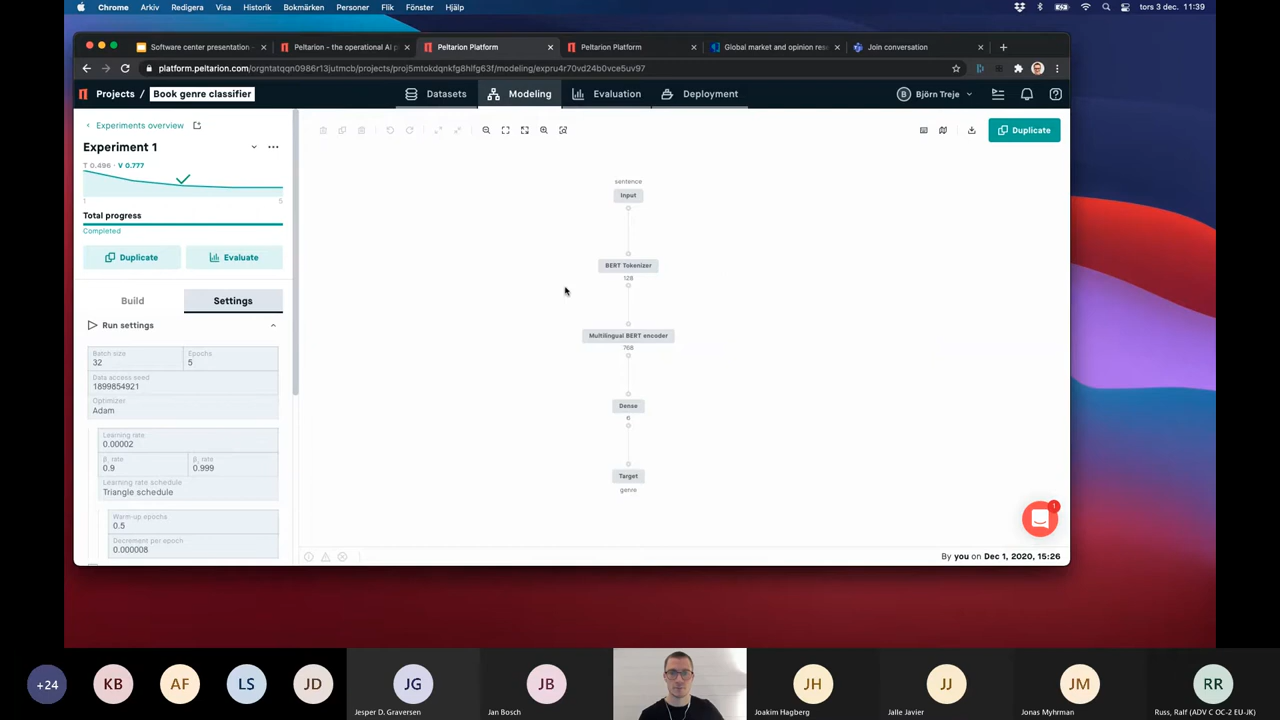 Chrome Arkiv Redigera Visa Historik Bokmärken Personer Flik Fönster Hjälp tors 3 dec. 11:39
Software center presentation - Peltarion - the operational AI p Peltarion Platform Peltarion Platform Global market and opinion res Join conversation
platform.peltarion.com/orgntatqqn0986r13jutmcb/projects/proj5mtokdqnkfg8hlfg63f/modeling/expru4r70vd24b0vce5uv97
Projects / Book genre classifier Datasets Modeling Evaluation Deployment B Björn Treje
Experiments overview
Experiment 1
T 0.496 · V 0.777
1 5
Total progress
Completed
Duplicate Evaluate
Build Settings
Run settings
Batch size Epochs
32 5
Data access seed
1899854921
Optimizer
Adam
Learning rate
0.00002
β₁ rate β₂ rate
0.9 0.999
Learning rate schedule
Triangle schedule
Warm-up epochs
0.5
Decrement per epoch
0.000008
Duplicate
sentence
Input
BERT Tokenizer
128
Multilingual BERT encoder
768
Dense
6
Target
genre
1
By you on Dec 1, 2020, 15:26
+24 KB AF LS JD JG JB JH JJ JM RR
Jesper D. Graversen Jan Bosch Joakim Hagberg Jalle Javier Jonas Myhrman Russ, Ralf (ADV C OC-2 EU-JK)